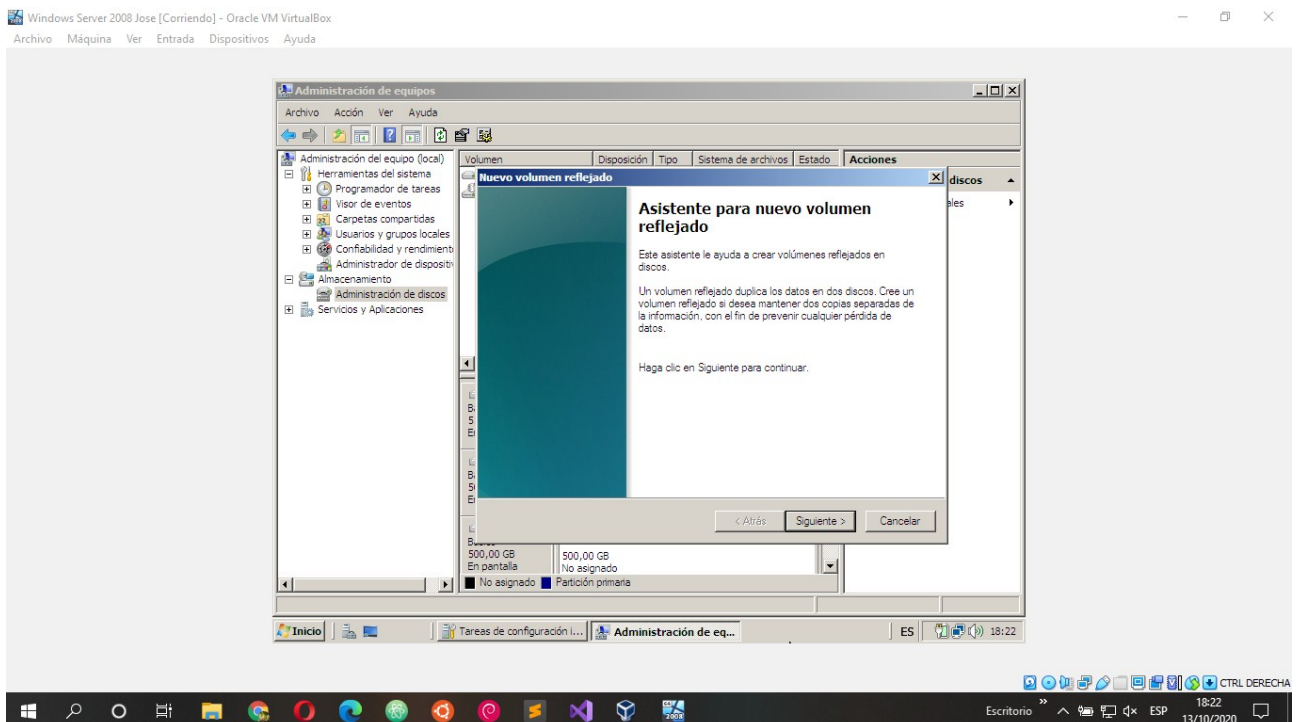 Windows Server 2008 Jose [Corriendo] - Oracle VM VirtualBox
Archivo Máquina Ver Entrada Dispositivos Ayuda
Administración de equipos
Archivo Acción Ver Ayuda
Administración del equipo (local)
Herramientas del sistema
Programador de tareas
Visor de eventos
Carpetas compartidas
Usuarios y grupos locales
Confiabilidad y rendimient
Administrador de dispositiv
Almacenamiento
Administración de discos
Servicios y Aplicaciones
Volumen Disposición Tipo Sistema de archivos Estado
Acciones
discos
ales
Nuevo volumen reflejado
Asistente para nuevo volumen
reflejado
Este asistente le ayuda a crear volúmenes reflejados en
discos.
Un volumen reflejado duplica los datos en dos discos. Cree un
volumen reflejado si desea mantener dos copias separadas de
la información, con el fin de prevenir cualquier pérdida de
datos.
Haga clic en Siguiente para continuar.
< Atrás Siguiente > Cancelar
500,00 GB
En pantalla
500,00 GB
No asignado
No asignado Partición primaria
Inicio Tareas de configuración i... Administración de eq... ES 18:22
CTRL DERECHA
Escritorio ESP 18:22
13/10/2020